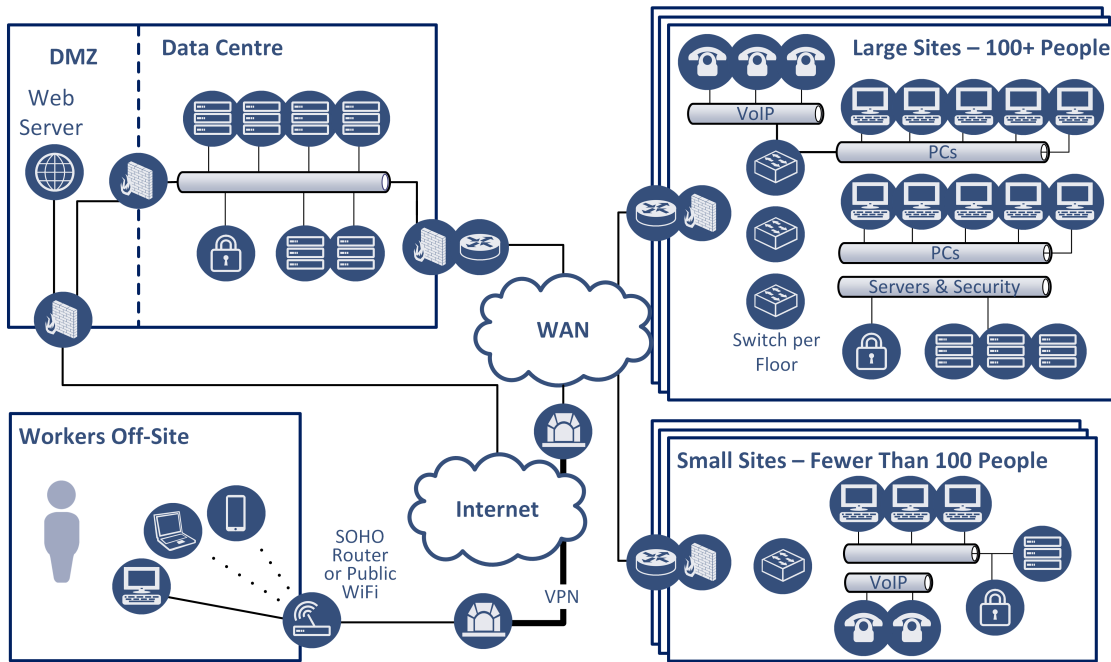 DMZ
Data Centre
Web
Server
WAN
Large Sites – 100+ People
VoIP
PCs
PCs
Servers & Security
Switch per
Floor
Workers Off-Site
SOHO
Router
or Public
WiFi
Internet
VPN
Small Sites – Fewer Than 100 People
VoIP